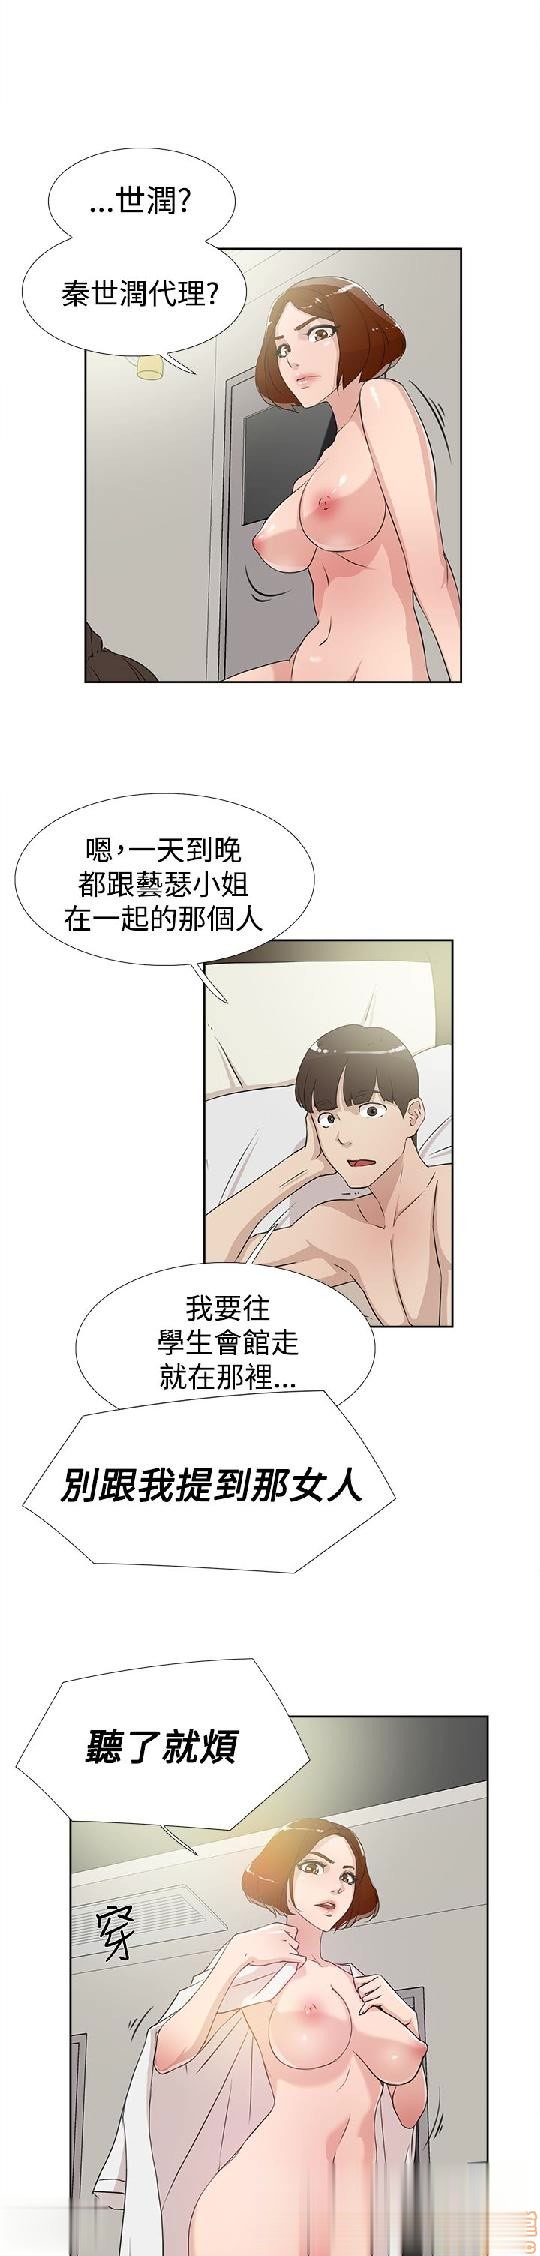 ...世潤?
秦世潤代理?
嗯,一天到晚
都跟藝瑟小姐
在一起的那個人
我要往
學生會館走
就在那裡...
別跟我提到那女人
聽了就煩
穿